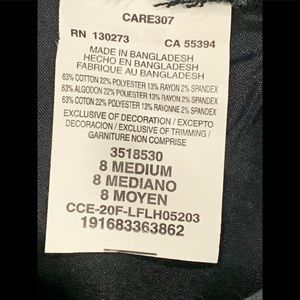 CARE307
RN 130273 CA 55394
MADE IN BANGLADESH
HECHO EN BANGLADESH
FABRIQUE AU BANGLADESH
63% COTTON 22% POLYESTER 13% RAYON 2% SPANDEX
63% ALGODON 22% POLIESTER 13% RAYON 2% SPANDEX
63% COTON 22% POLYESTER 13% RAYONNE 2% SPANDEX
EXCLUSIVE OF DECORATION / EXCEPTO
DECORACION / EXCLUSIVE OF TRIMMING /
GARNITURE NON COMPRISE
3518530
8 MEDIUM
8 MEDIANO
8 MOYEN
CCE-20F-LFLH05203
191683363862